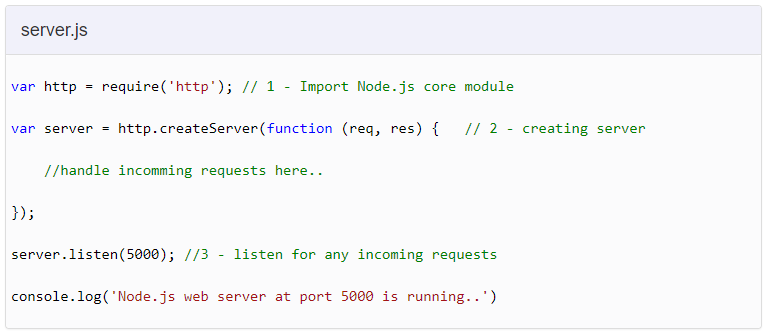 server.js
var http = require('http'); // 1 - Import Node.js core module
var server = http.createServer(function (req, res) {   // 2 - creating server
    //handle incomming requests here..
});
server.listen(5000); //3 - listen for any incoming requests
console.log('Node.js web server at port 5000 is running..')